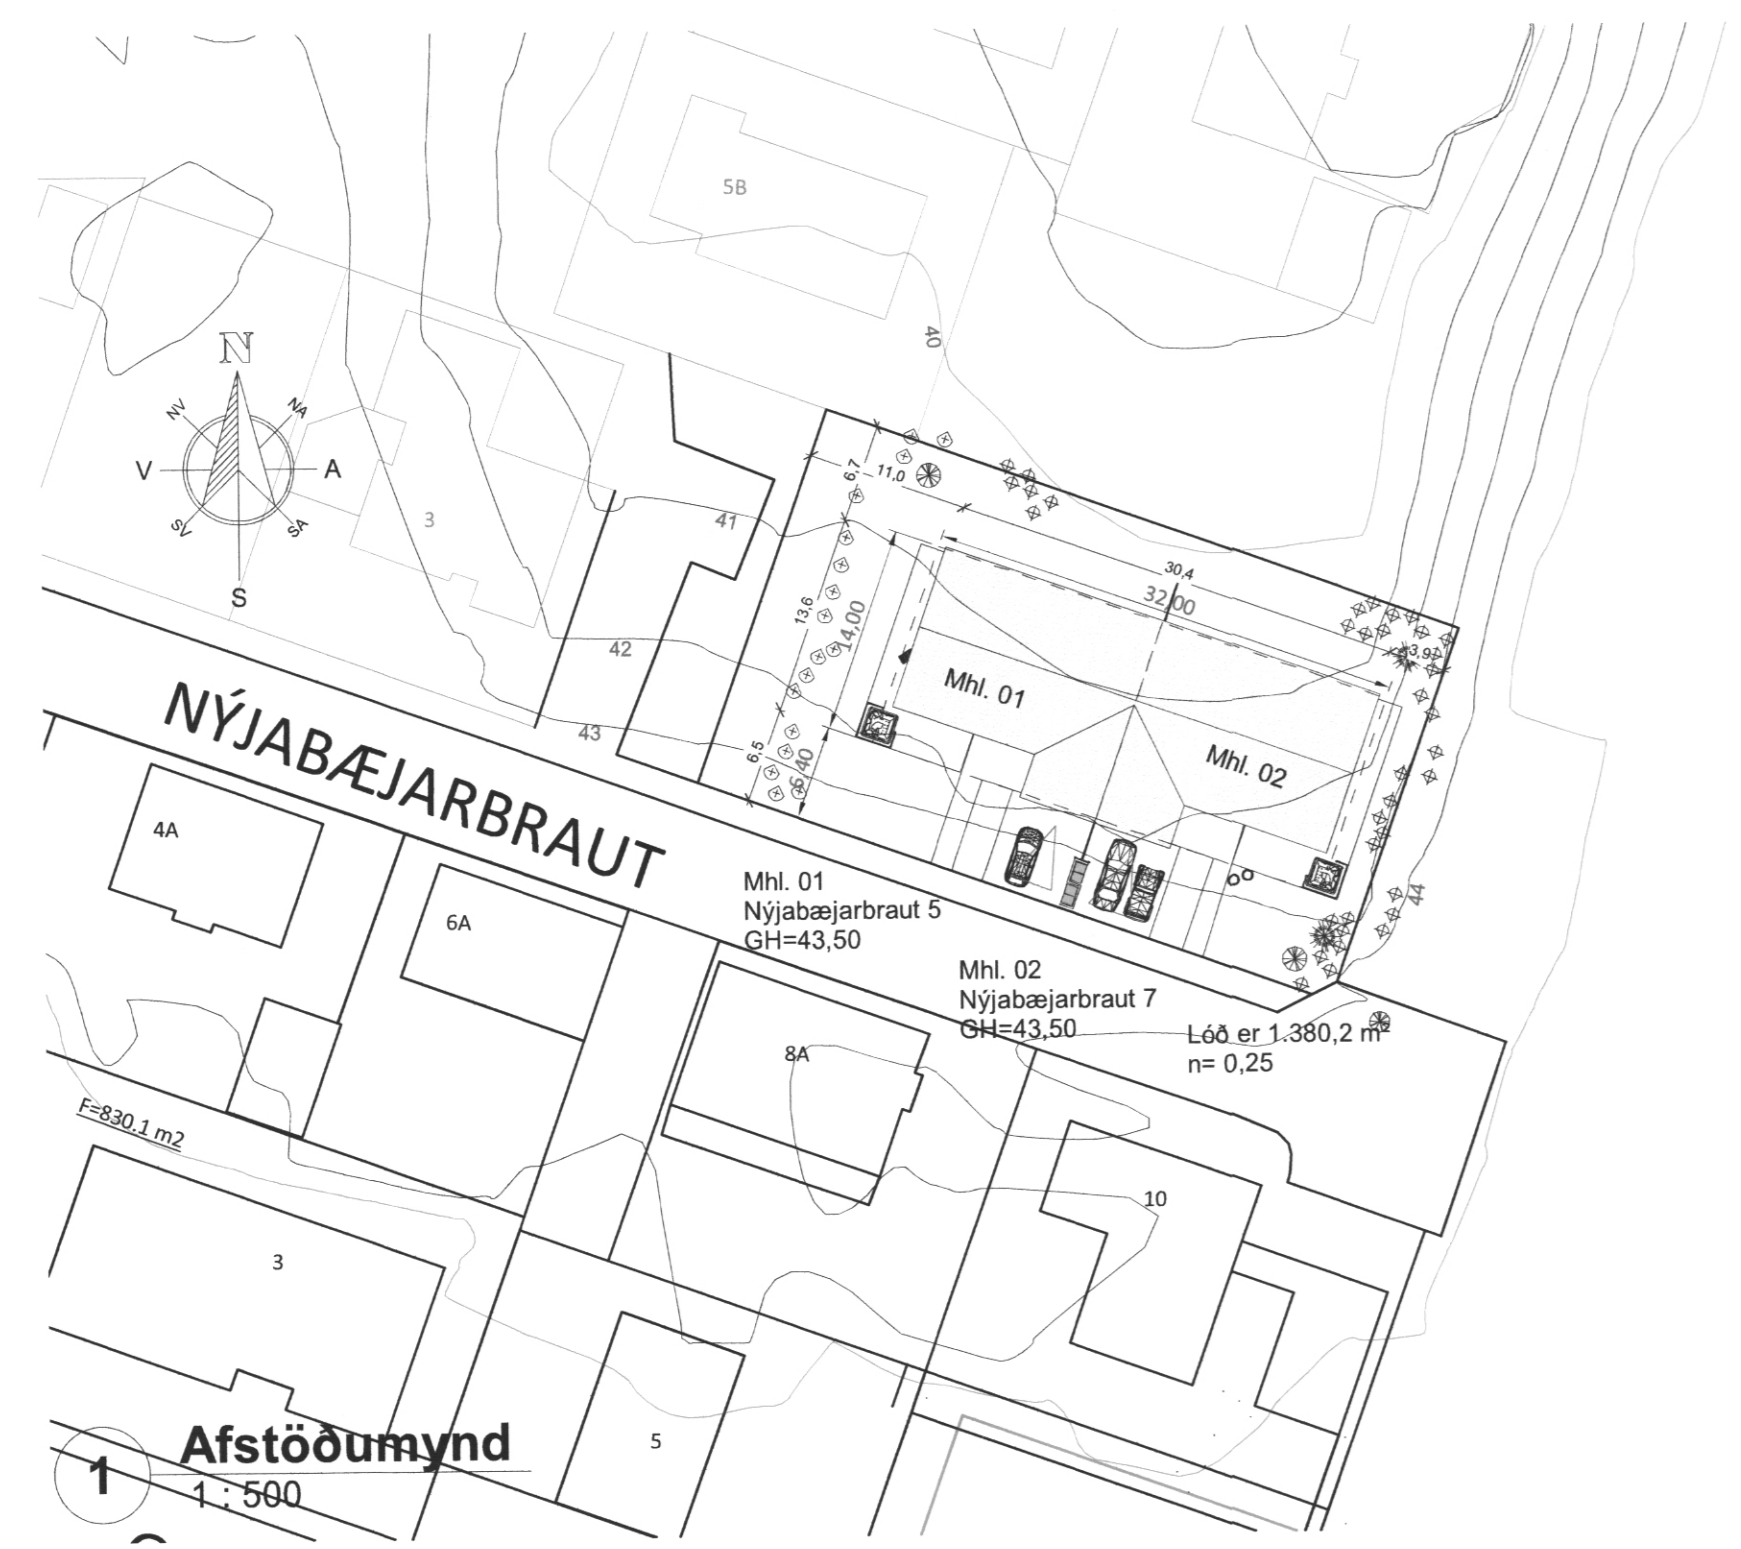 5B
40
N
NV
NA
V
A
SV
SA
S
3
41
42
43
6,7
11,0
30,4
32,00
13,6
14,00
3,9
6,5
6,40
Mhl. 01
Mhl. 02
44
NÝJABÆJARBRAUT
4A
6A
8A
10
Mhl. 01
Nýjabæjarbraut 5
GH=43,50
Mhl. 02
Nýjabæjarbraut 7
GH=43,50
Lóð er 1.380,2 m²
n= 0,25
F=830.1 m2
3
5
1
Afstöðumynd
1 : 500